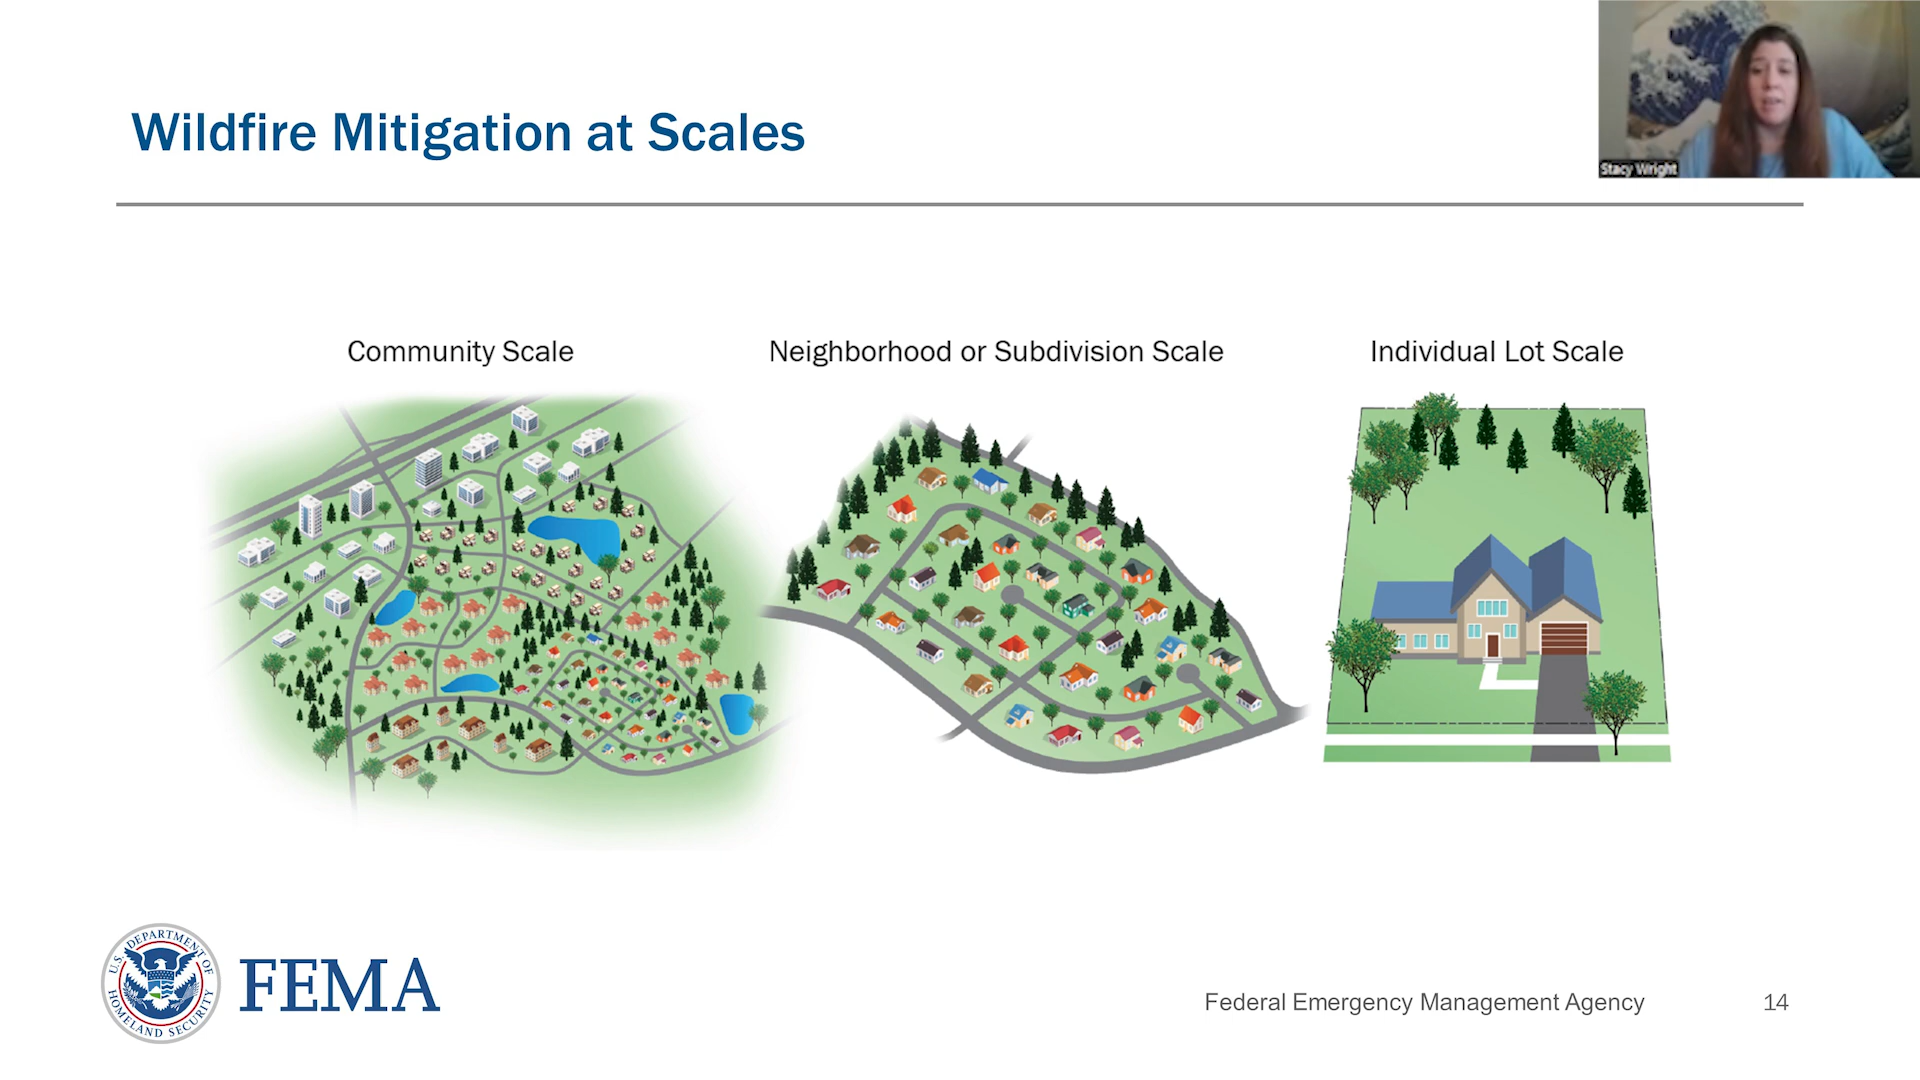 Wildfire Mitigation at Scales
Stacy Wright
Community Scale
Neighborhood or Subdivision Scale
Individual Lot Scale
U.S. DEPARTMENT OF
HOMELAND SECURITY
FEMA
Federal Emergency Management Agency
14